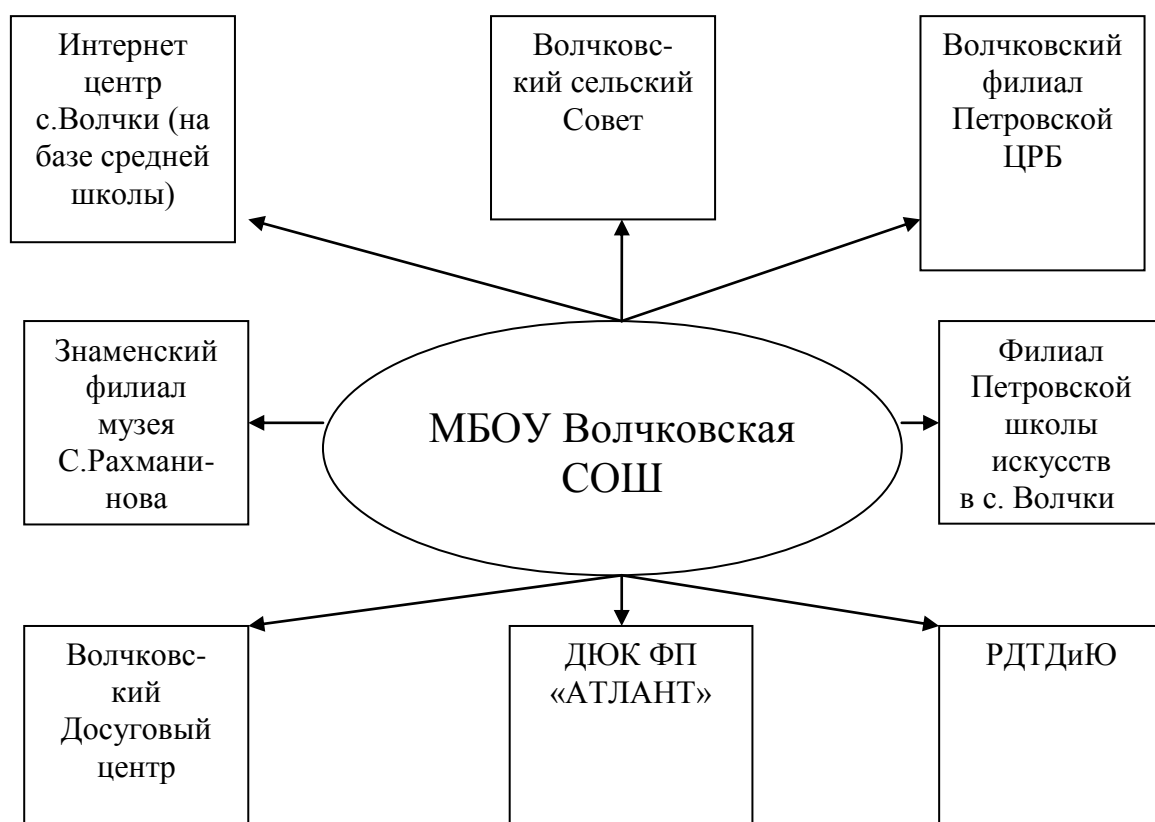 Интернет
центр
с.Волчки (на
базе средней
школы)
Волчковс-
кий сельский
Совет
Волчковский
филиал
Петровской
ЦРБ
Знаменский
филиал
музея
С.Рахмани-
нова
МБОУ Волчковская
СОШ
Филиал
Петровской
школы
искусств
в с. Волчки
Волчковс-
кий
Досуговый
центр
ДЮК ФП
«АТЛАНТ»
РДТДиЮ